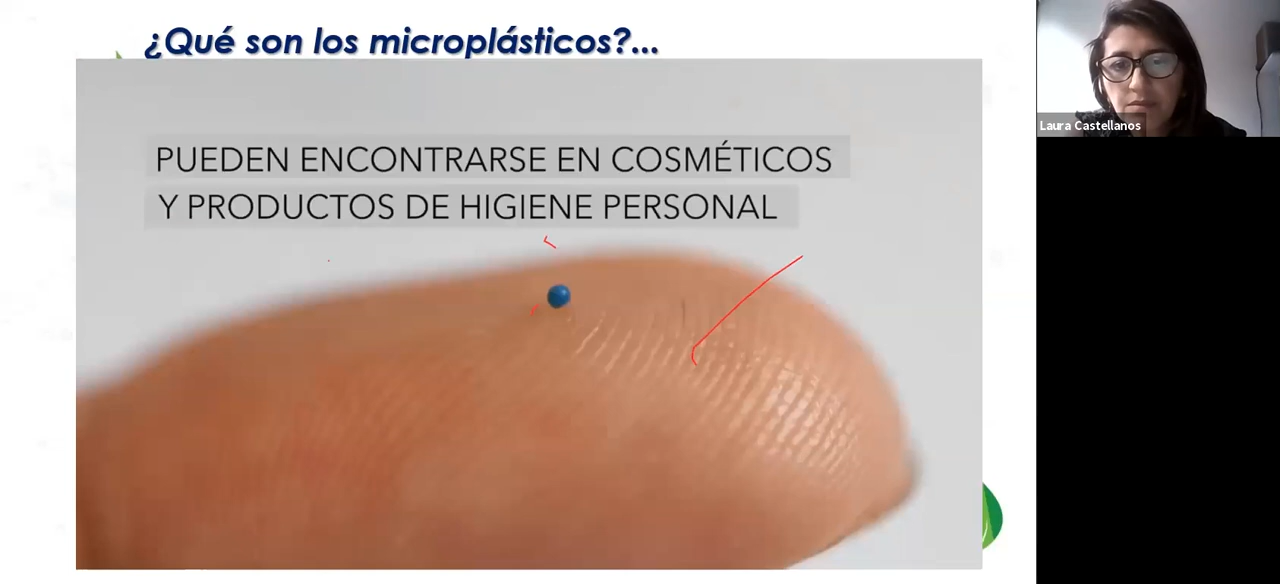 ¿Qué son los microplásticos?...
PUEDEN ENCONTRARSE EN COSMÉTICOS
Y PRODUCTOS DE HIGIENE PERSONAL
Laura Castellanos